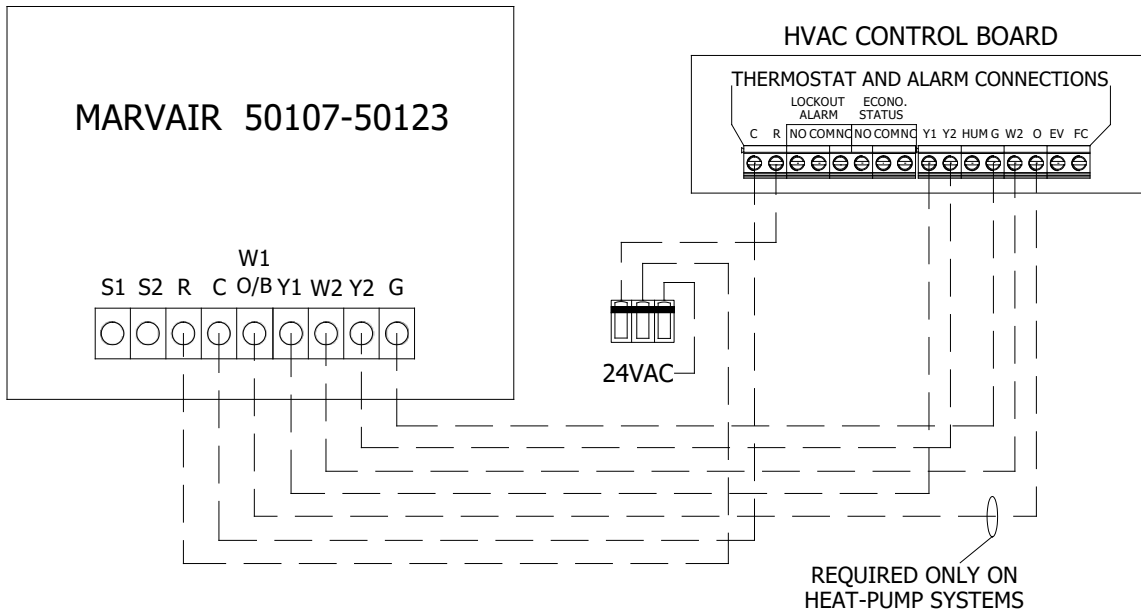 HVAC CONTROL BOARD
THERMOSTAT AND ALARM CONNECTIONS
LOCKOUT ALARM
ECONO. STATUS
C R NO COM NC NO COM NC Y1 Y2 HUM G W2 O EV FC
MARVAIR 50107-50123
W1
S1 S2 R C O/B Y1 W2 Y2 G
24VAC
REQUIRED ONLY ON
HEAT-PUMP SYSTEMS